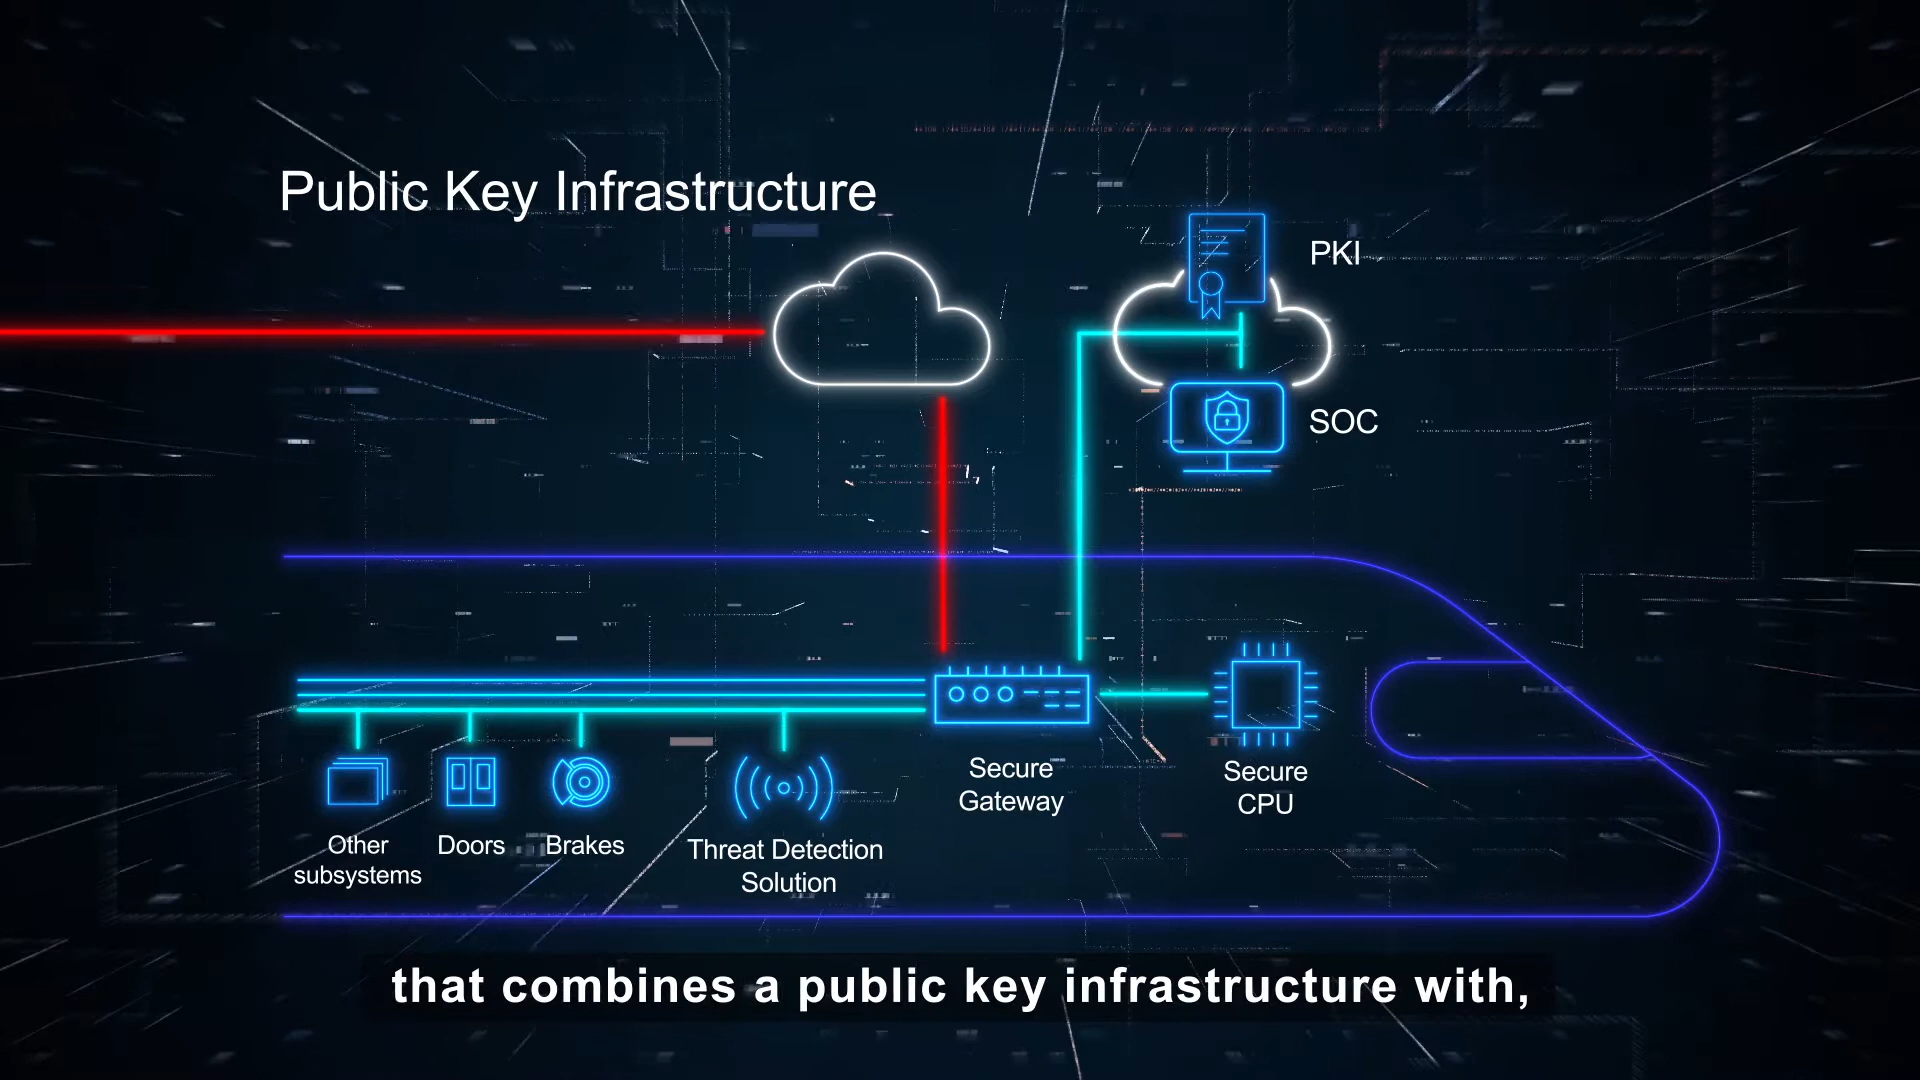 Public Key Infrastructure
PKI
SOC
Secure
Gateway
Secure
CPU
Other
subsystems
Doors
Brakes
Threat Detection
Solution
that combines a public key infrastructure with,